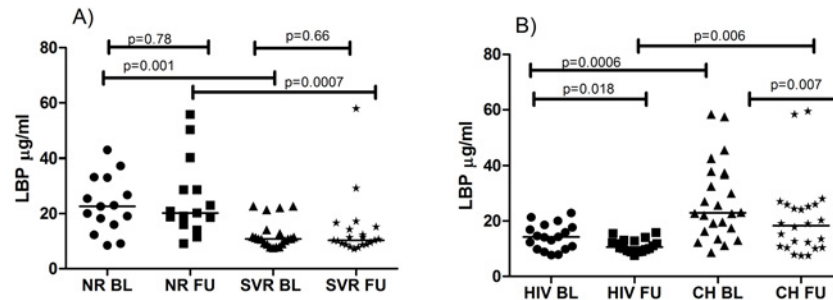 A)
80
60
40
20
0
LBP μg/ml
p=0.78
p=0.66
p=0.001
p=0.0007
NR BL NR FU SVR BL SVR FU
B)
80
60
40
20
0
LBP μg/ml
p=0.006
p=0.0006
p=0.018
p=0.007
HIV BL HIV FU CH BL CH FU